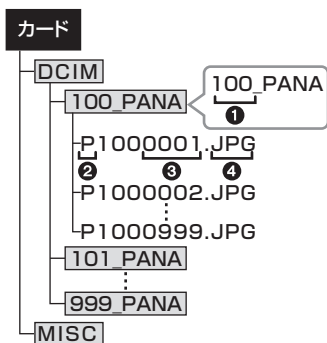 カード
DCIM
100_PANA
100_PANA
❶
P1000001.JPG
❷ ❸ ❹
P1000002.JPG
P1000999.JPG
101_PANA
999_PANA
MISC